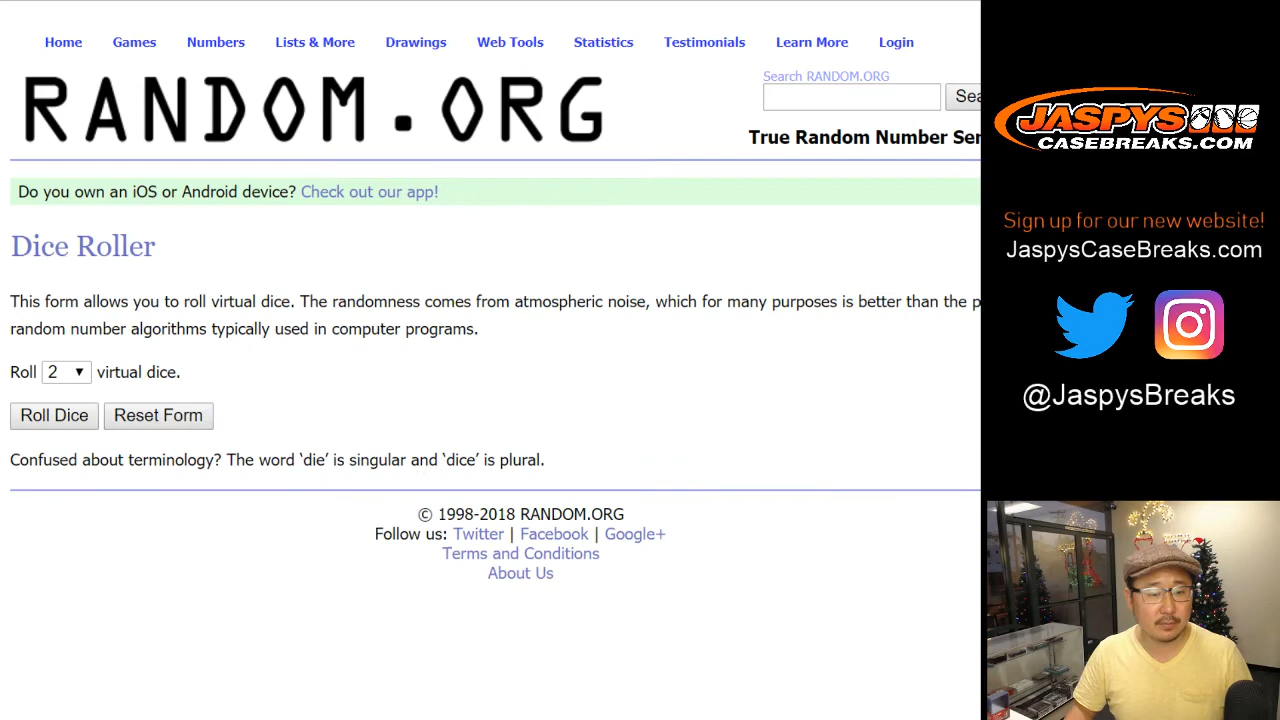 Home Games Numbers Lists & More Drawings Web Tools Statistics Testimonials Learn More Login
RANDOM.ORG
Search RANDOM.ORG
True Random Number Ser
Do you own an iOS or Android device? Check out our app!
Dice Roller
This form allows you to roll virtual dice. The randomness comes from atmospheric noise, which for many purposes is better than the p
random number algorithms typically used in computer programs.
Roll 2 ▼ virtual dice.
Roll Dice Reset Form
Confused about terminology? The word ‘die’ is singular and ‘dice’ is plural.
© 1998-2018 RANDOM.ORG
Follow us: Twitter | Facebook | Google+
Terms and Conditions
About Us
JASPYS
CASEBREAKS.COM
Sign up for our new website!
JaspysCaseBreaks.com
@JaspysBreaks